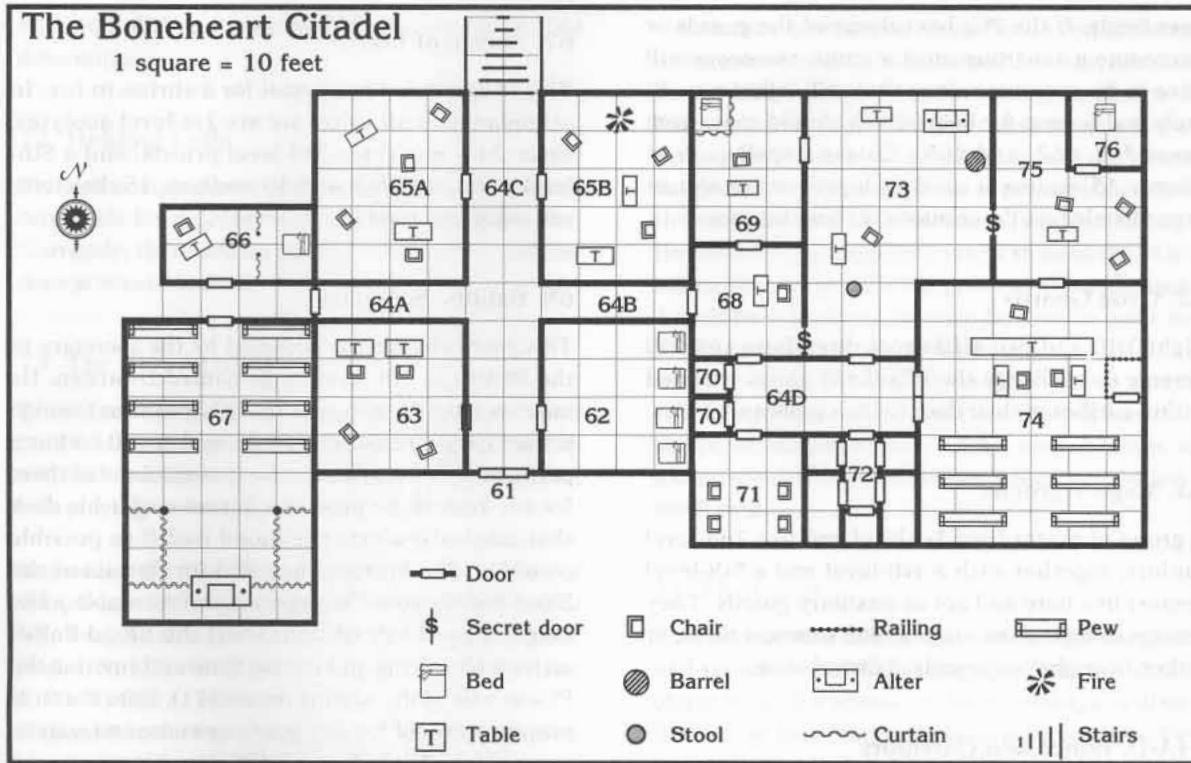 The Boneheart Citadel
1 square = 10 feet
N
65A
64C
65B
73
75
76
66
69
68
64A
64B
70
64D
67
63
62
70
74
72
61
71
Door
$ Secret door
Chair
Railing
Pew
Bed
Barrel
Alter
Fire
T Table
Stool
Curtain
Stairs